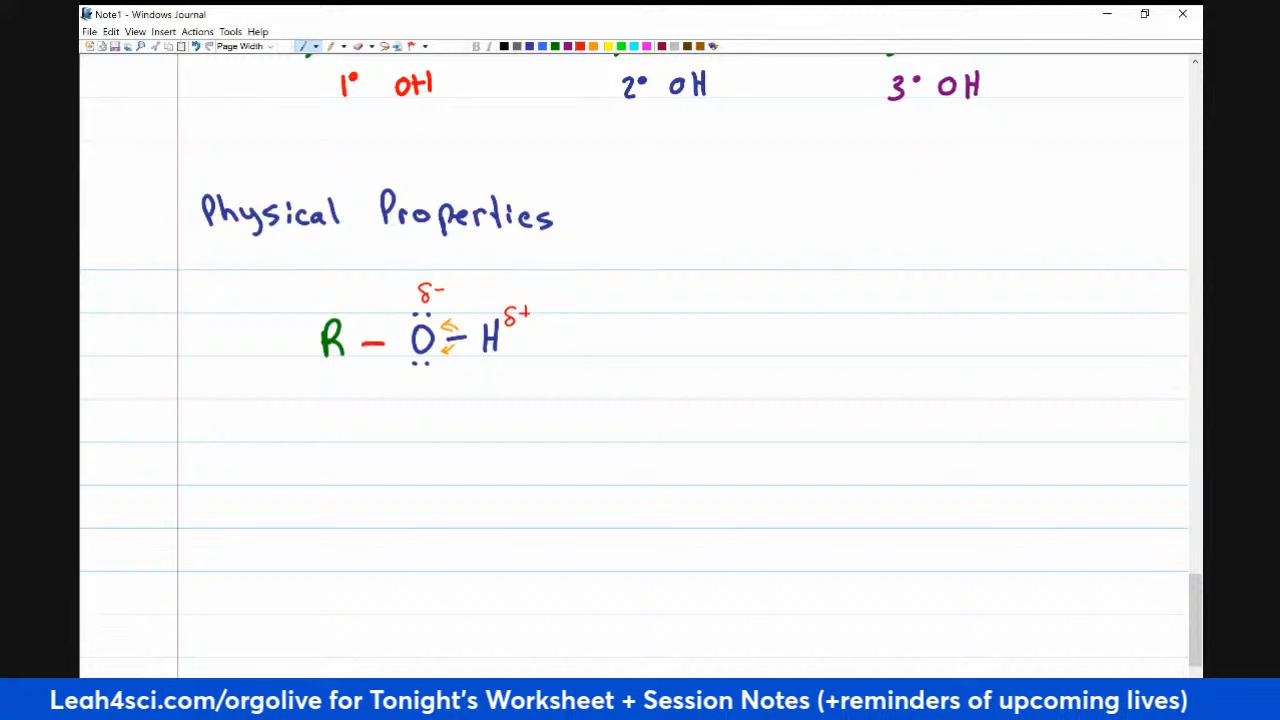 Note1 - Windows Journal
File Edit View Insert Actions Tools Help
Page Width B I
1° OH 2° OH 3° OH
Physical Properties
δ-
R - O - H δ+
Leah4sci.com/orgolive for Tonight's Worksheet + Session Notes (+reminders of upcoming lives)